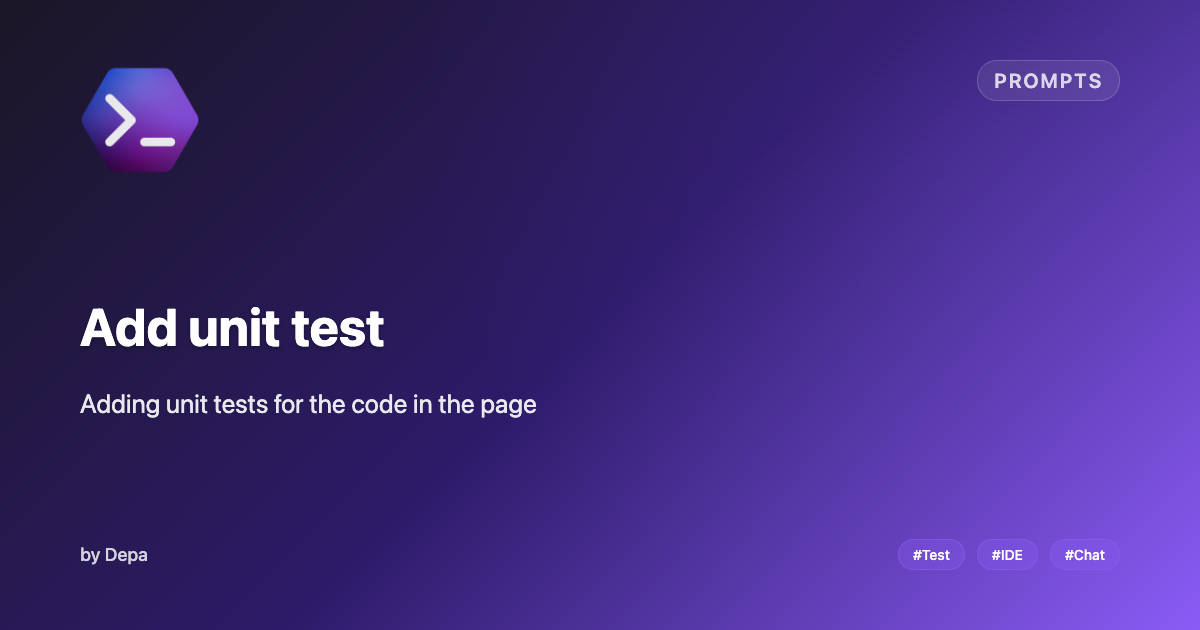 PROMPTS
Add unit test
Adding unit tests for the code in the page
by Depa
#Test
#IDE
#Chat